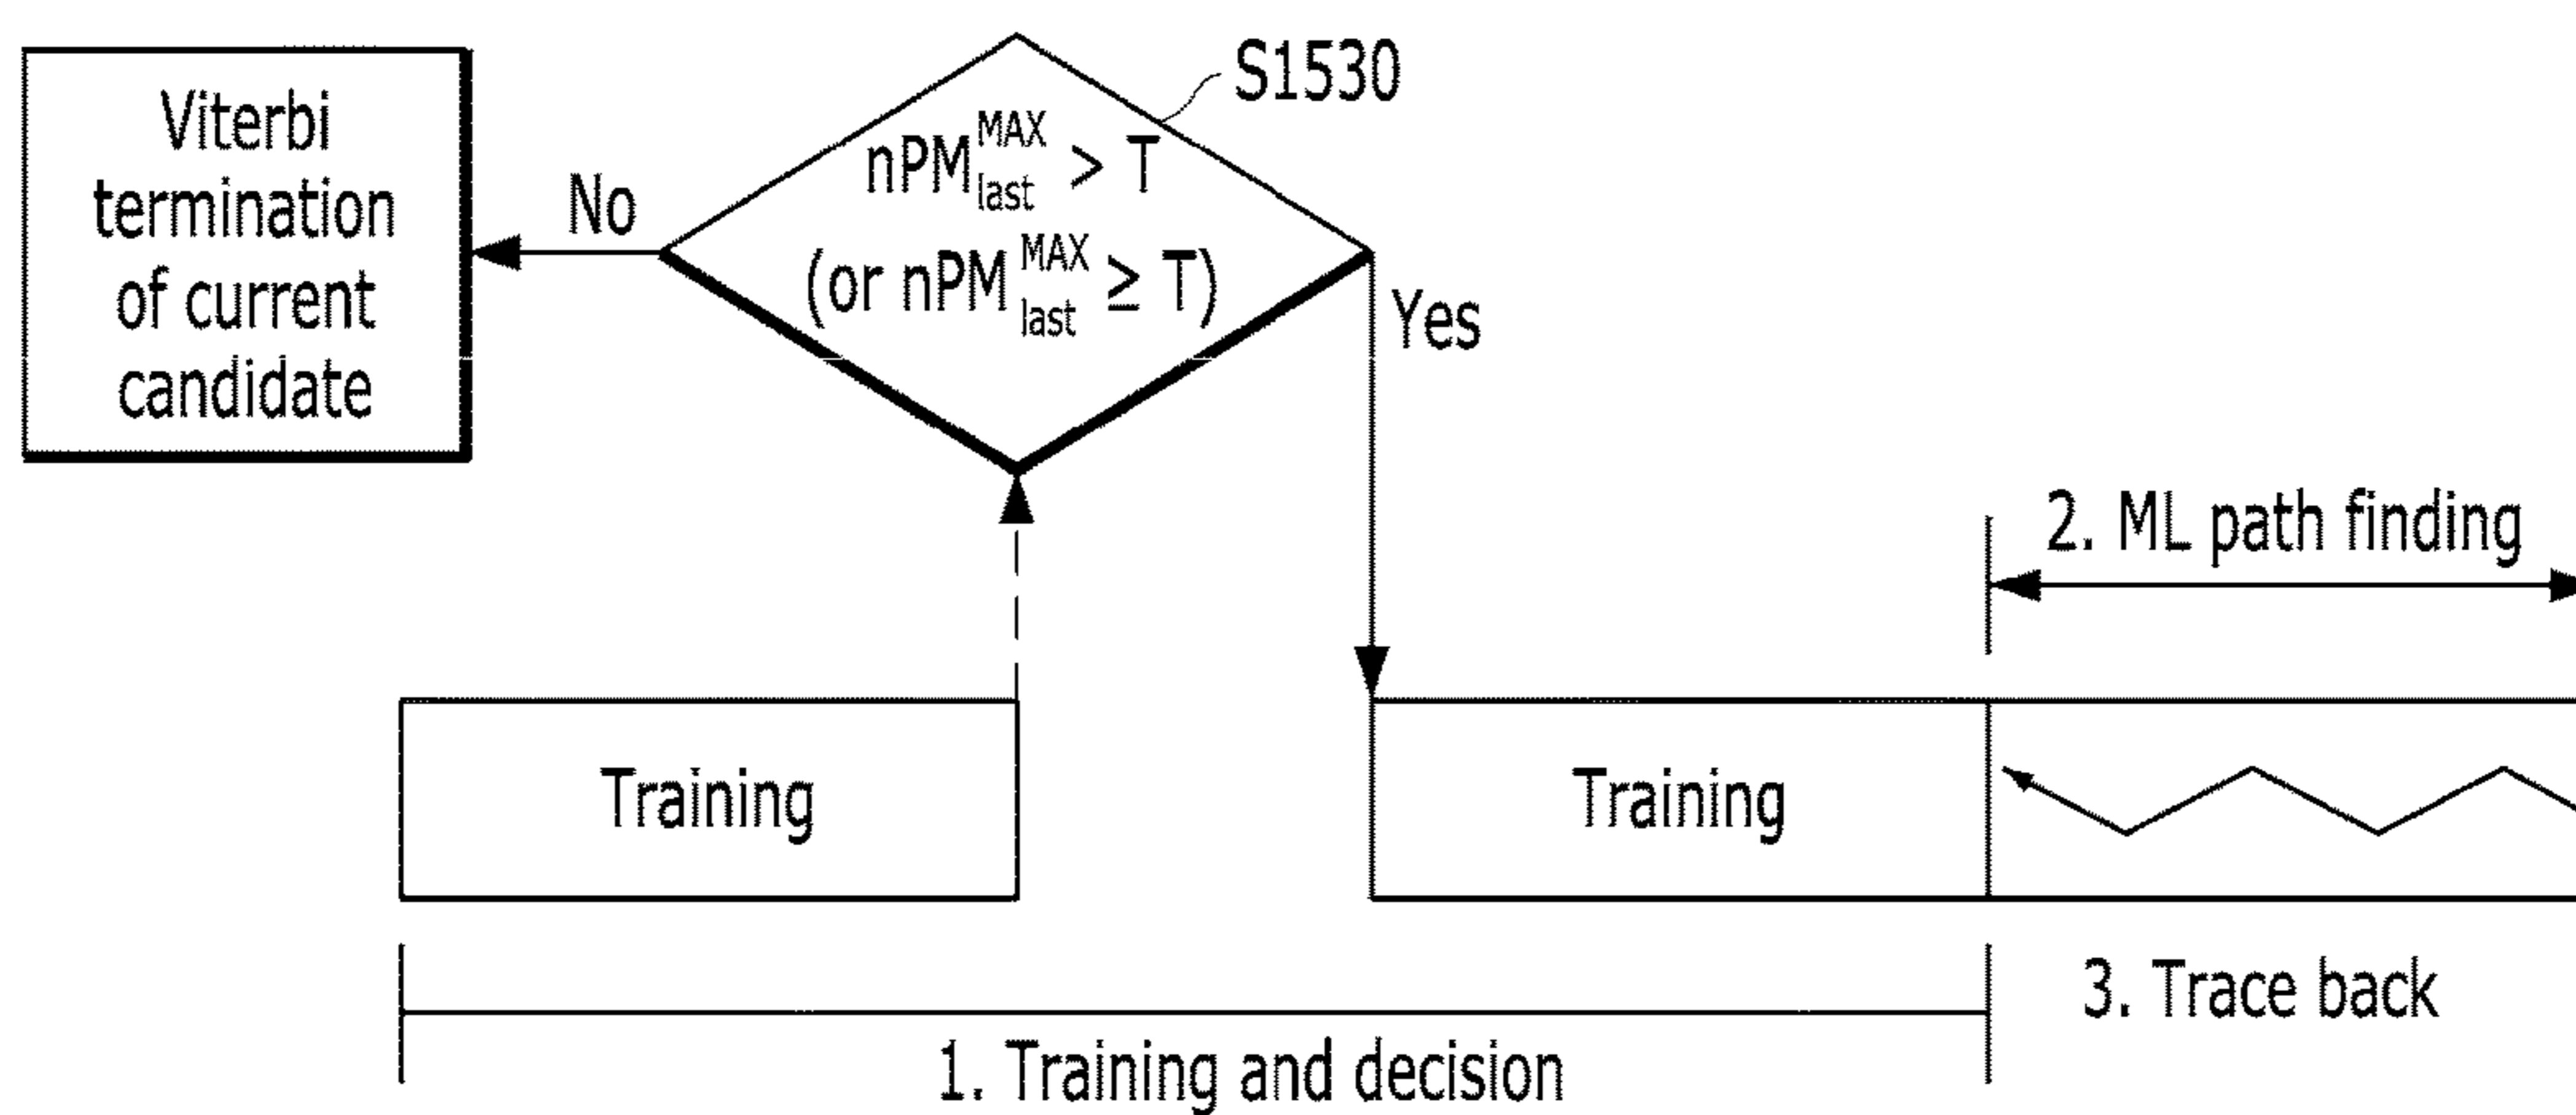 Viterbi
termination
of current
candidate
No
S1530
nPM^MAX_last > T
(or nPM^MAX_last ≥ T)
Yes
2. ML path finding
Training
Training
3. Trace back
1. Training and decision